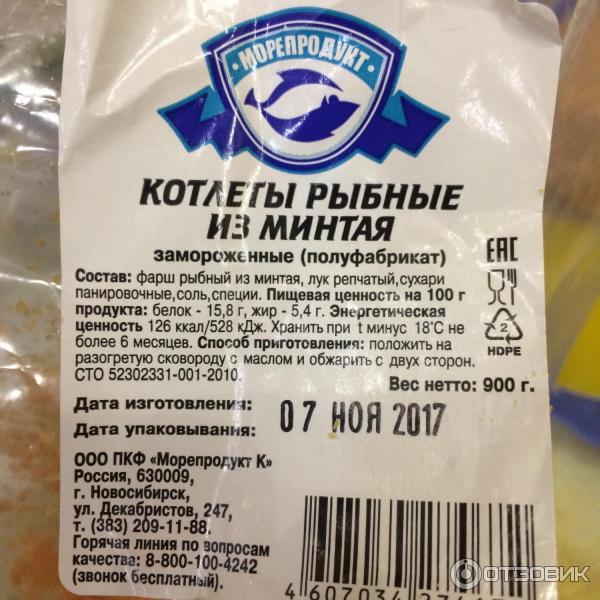 МОРЕПРОДУКТ
КОТЛЕТЫ РЫБНЫЕ
ИЗ МИНТАЯ
замороженные (полуфабрикат)
Состав: фарш рыбный из минтая, лук репчатый,сухари
панировочные,соль,специи. Пищевая ценность на 100 г
продукта: белок - 15,8 г, жир - 5,4 г. Энергетическая
ценность 126 ккал/528 кДж. Хранить при t минус 18°С не
более 6 месяцев. Способ приготовления: положить на
разогретую сковороду с маслом и обжарить с двух сторон.
СТО 52302331-001-2010.
ЕАС
2
HDPE
Вес нетто: 900 г.
Дата изготовления:
Дата упаковывания:
07 НОЯ 2017
ООО ПКФ «Морепродукт К»
Россия, 630009,
г. Новосибирск,
ул. Декабристов, 247,
т. (383) 209-11-88.
Горячая линия по вопросам
качества: 8-800-100-4242
(звонок бесплатный).
4 607034
ОТЗОВИК